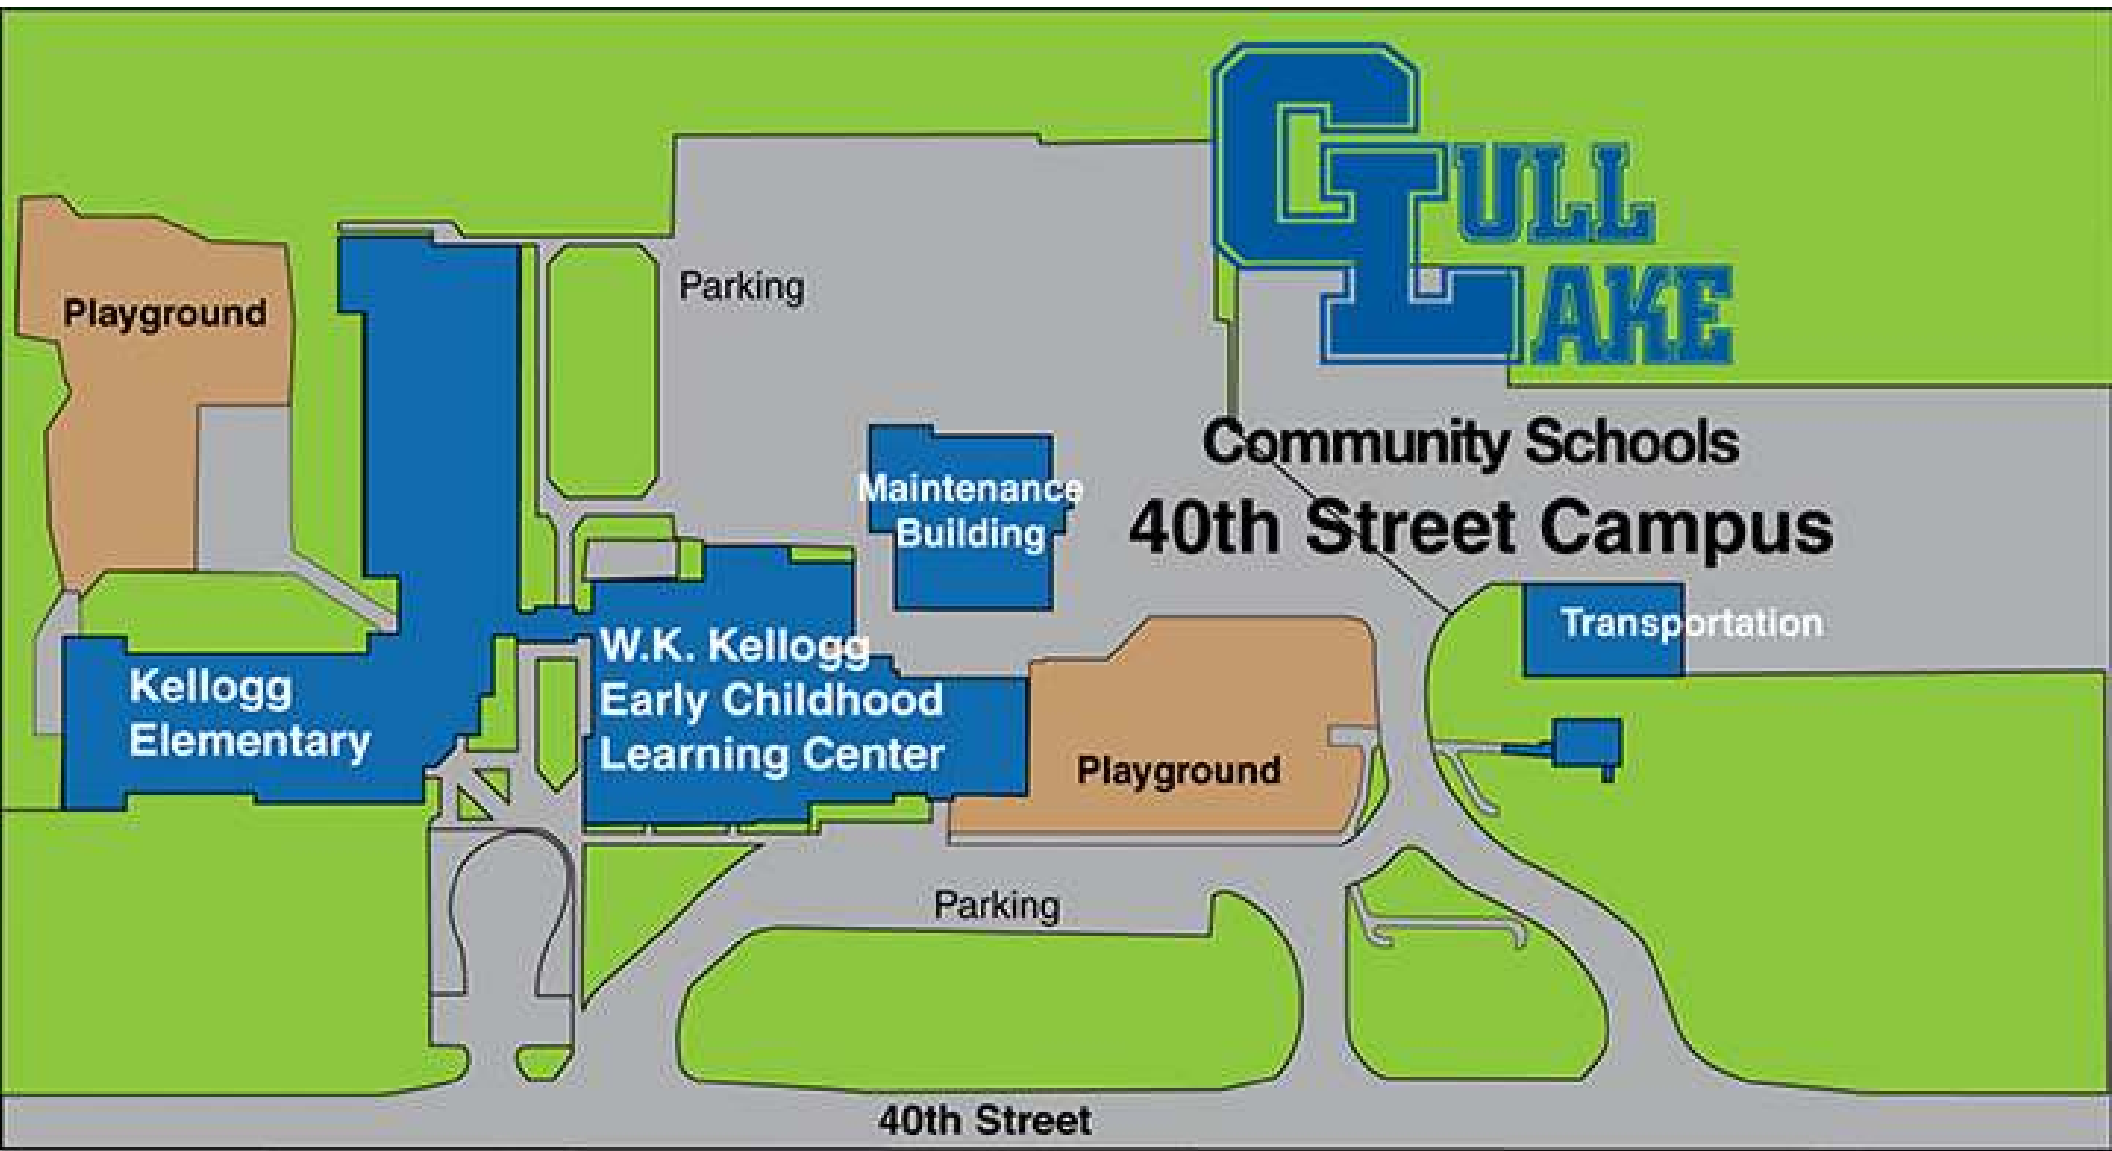 GULL
LAKE
Community Schools
40th Street Campus
Playground
Parking
Maintenance
Building
Transportation
W.K. Kellogg
Early Childhood
Learning Center
Kellogg
Elementary
Playground
Parking
40th Street